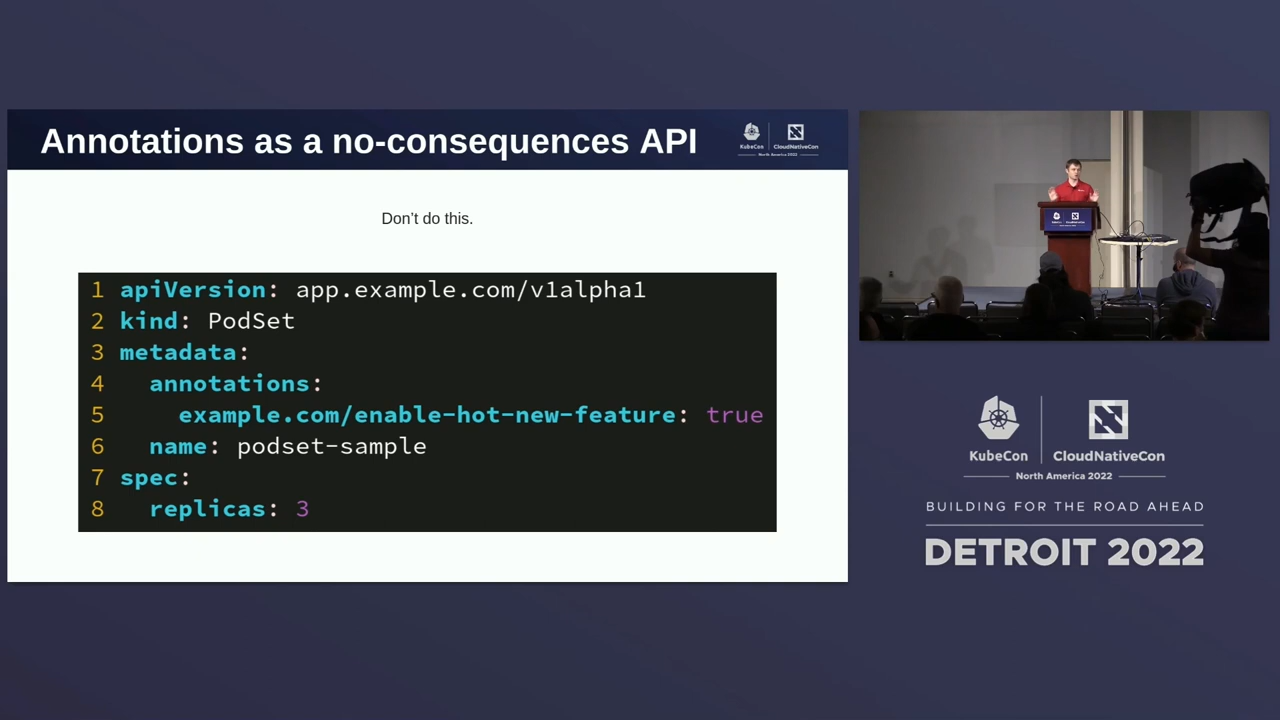 Annotations as a no-consequences API
KubeCon
CloudNativeCon
North America 2022
Don't do this.
1 apiVersion: app.example.com/v1alpha1
2 kind: PodSet
3 metadata:
4   annotations:
5     example.com/enable-hot-new-feature: true
6   name: podset-sample
7 spec:
8   replicas: 3
KubeCon
CloudNativeCon
North America 2022
BUILDING FOR THE ROAD AHEAD
DETROIT 2022